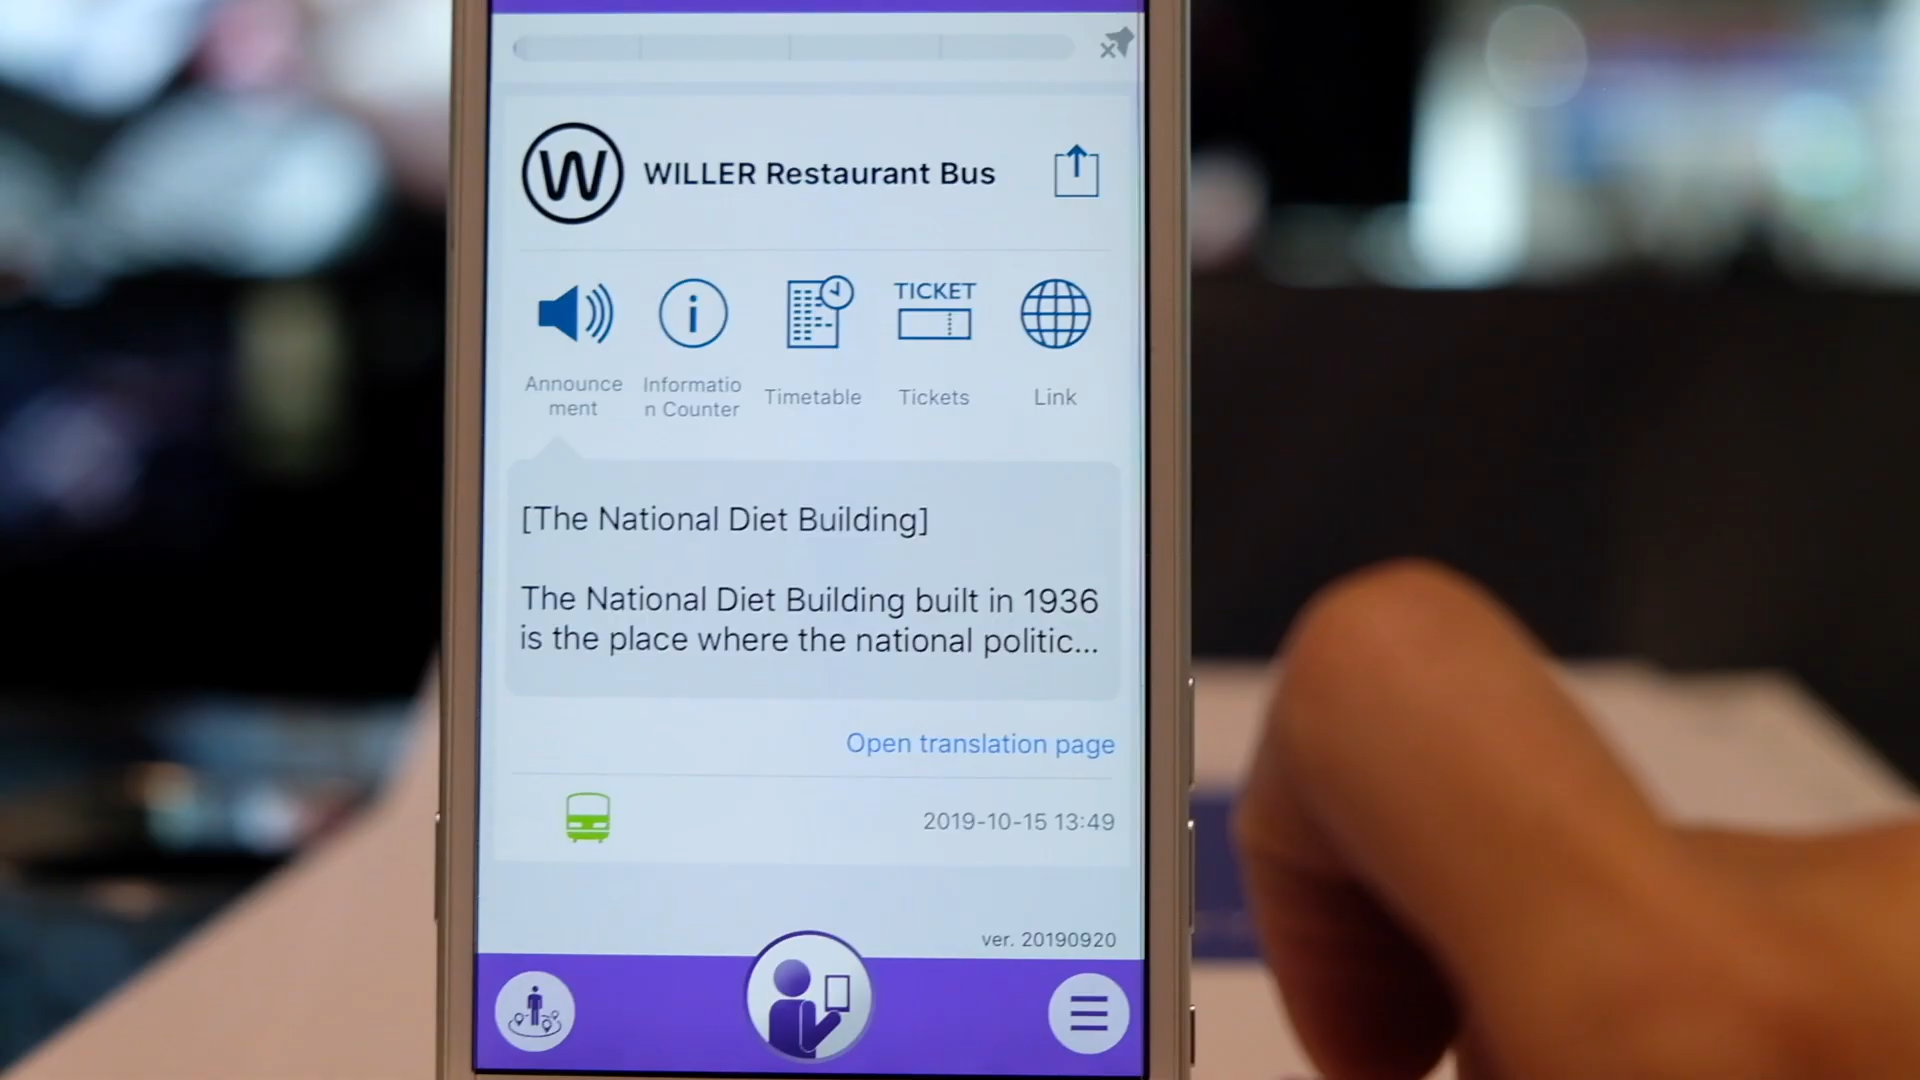 W
WILLER Restaurant Bus
TICKET
Announce
ment
Informatio
n Counter
Timetable
Tickets
Link
[The National Diet Building]
The National Diet Building built in 1936
is the place where the national politic...
Open translation page
2019-10-15 13:49
ver. 20190920